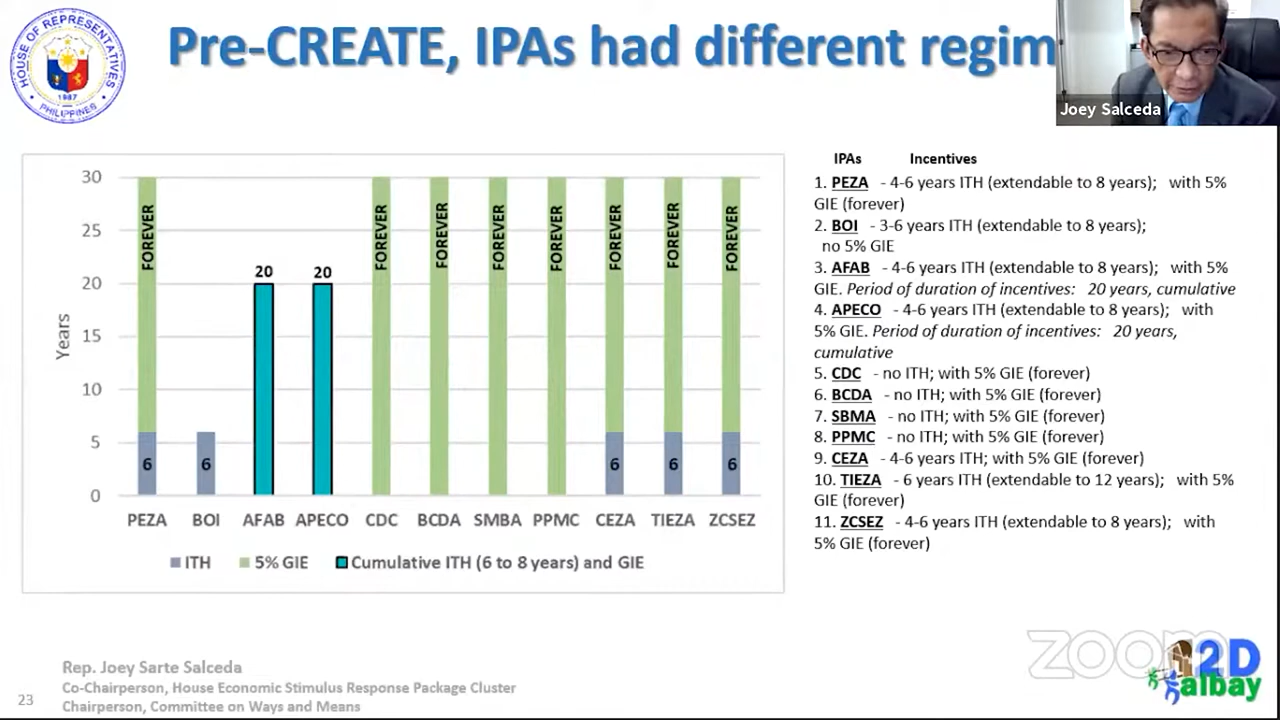 HOUSE OF REPRESENTATIVES
1987
PHILIPPINES
Pre-CREATE, IPAs had different regim
Joey Salceda
IPAs Incentives
1. PEZA - 4-6 years ITH (extendable to 8 years); with 5%
GIE (forever)
2. BOI - 3-6 years ITH (extendable to 8 years);
no 5% GIE
3. AFAB - 4-6 years ITH (extendable to 8 years); with 5%
GIE. Period of duration of incentives: 20 years, cumulative
4. APECO - 4-6 years ITH (extendable to 8 years); with
5% GIE. Period of duration of incentives: 20 years,
cumulative
5. CDC - no ITH; with 5% GIE (forever)
6. BCDA - no ITH; with 5% GIE (forever)
7. SBMA - no ITH; with 5% GIE (forever)
8. PPMC - no ITH; with 5% GIE (forever)
9. CEZA - 4-6 years ITH; with 5% GIE (forever)
10. TIEZA - 6 years ITH (extendable to 12 years); with 5%
GIE (forever)
11. ZCSEZ - 4-6 years ITH (extendable to 8 years); with
5% GIE (forever)
Years
30
25
20
15
10
5
0
FOREVER
20
20
FOREVER
FOREVER
FOREVER
FOREVER
FOREVER
FOREVER
FOREVER
6
6
6
6
6
PEZA BOI AFAB APECO CDC BCDA SMBA PPMC CEZA TIEZA ZCSEZ
ITH 5% GIE Cumulative ITH (6 to 8 years) and GIE
Rep. Joey Sarte Salceda
Co-Chairperson, House Economic Stimulus Response Package Cluster
Chairperson, Committee on Ways and Means
23
zoom
2D
albay